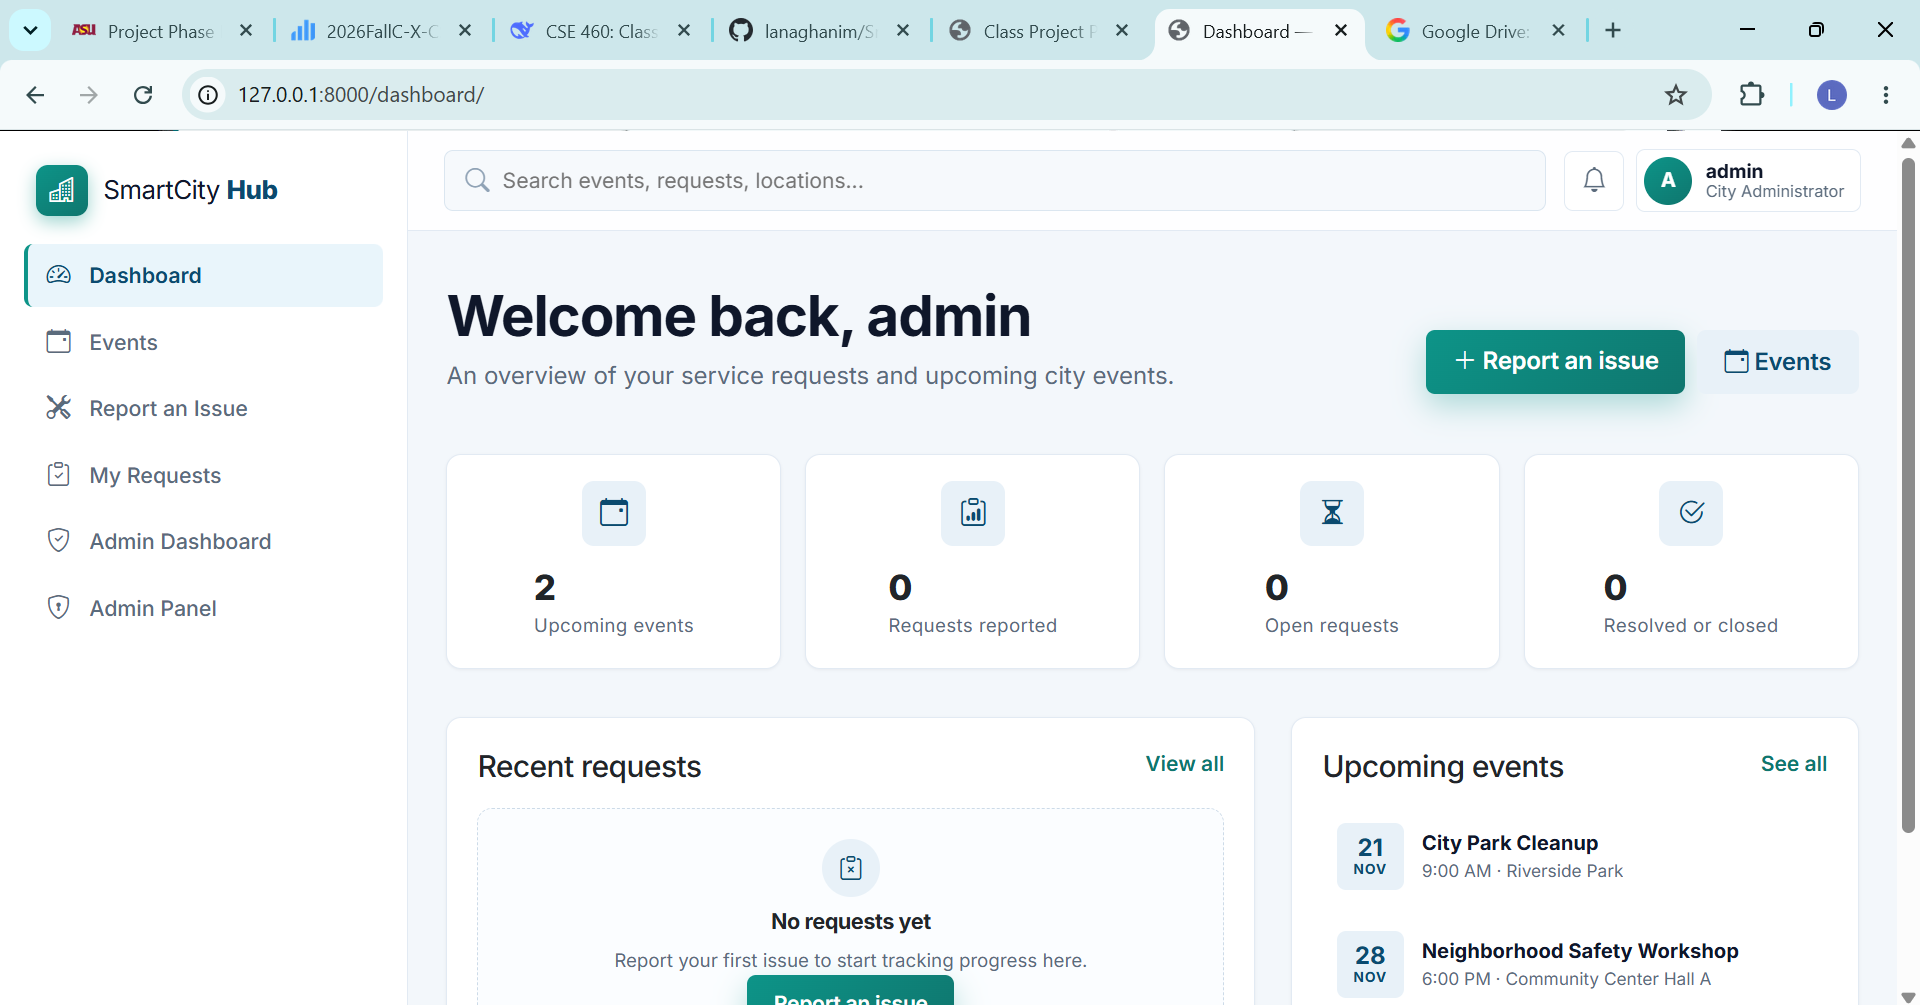 Project Phase
2026FallC-X-C
CSE 460: Class
lanaghanim/S
Class Project P
Dashboard —
Google Drive:
127.0.0.1:8000/dashboard/
L
SmartCity Hub
Search events, requests, locations...
A
admin
City Administrator
Dashboard
Events
Report an Issue
My Requests
Admin Dashboard
Admin Panel
Welcome back, admin
An overview of your service requests and upcoming city events.
Report an issue
Events
2
Upcoming events
0
Requests reported
0
Open requests
0
Resolved or closed
Recent requests
View all
No requests yet
Report your first issue to start tracking progress here.
Report an issue
Upcoming events
See all
21
NOV
City Park Cleanup
9:00 AM · Riverside Park
28
NOV
Neighborhood Safety Workshop
6:00 PM · Community Center Hall A